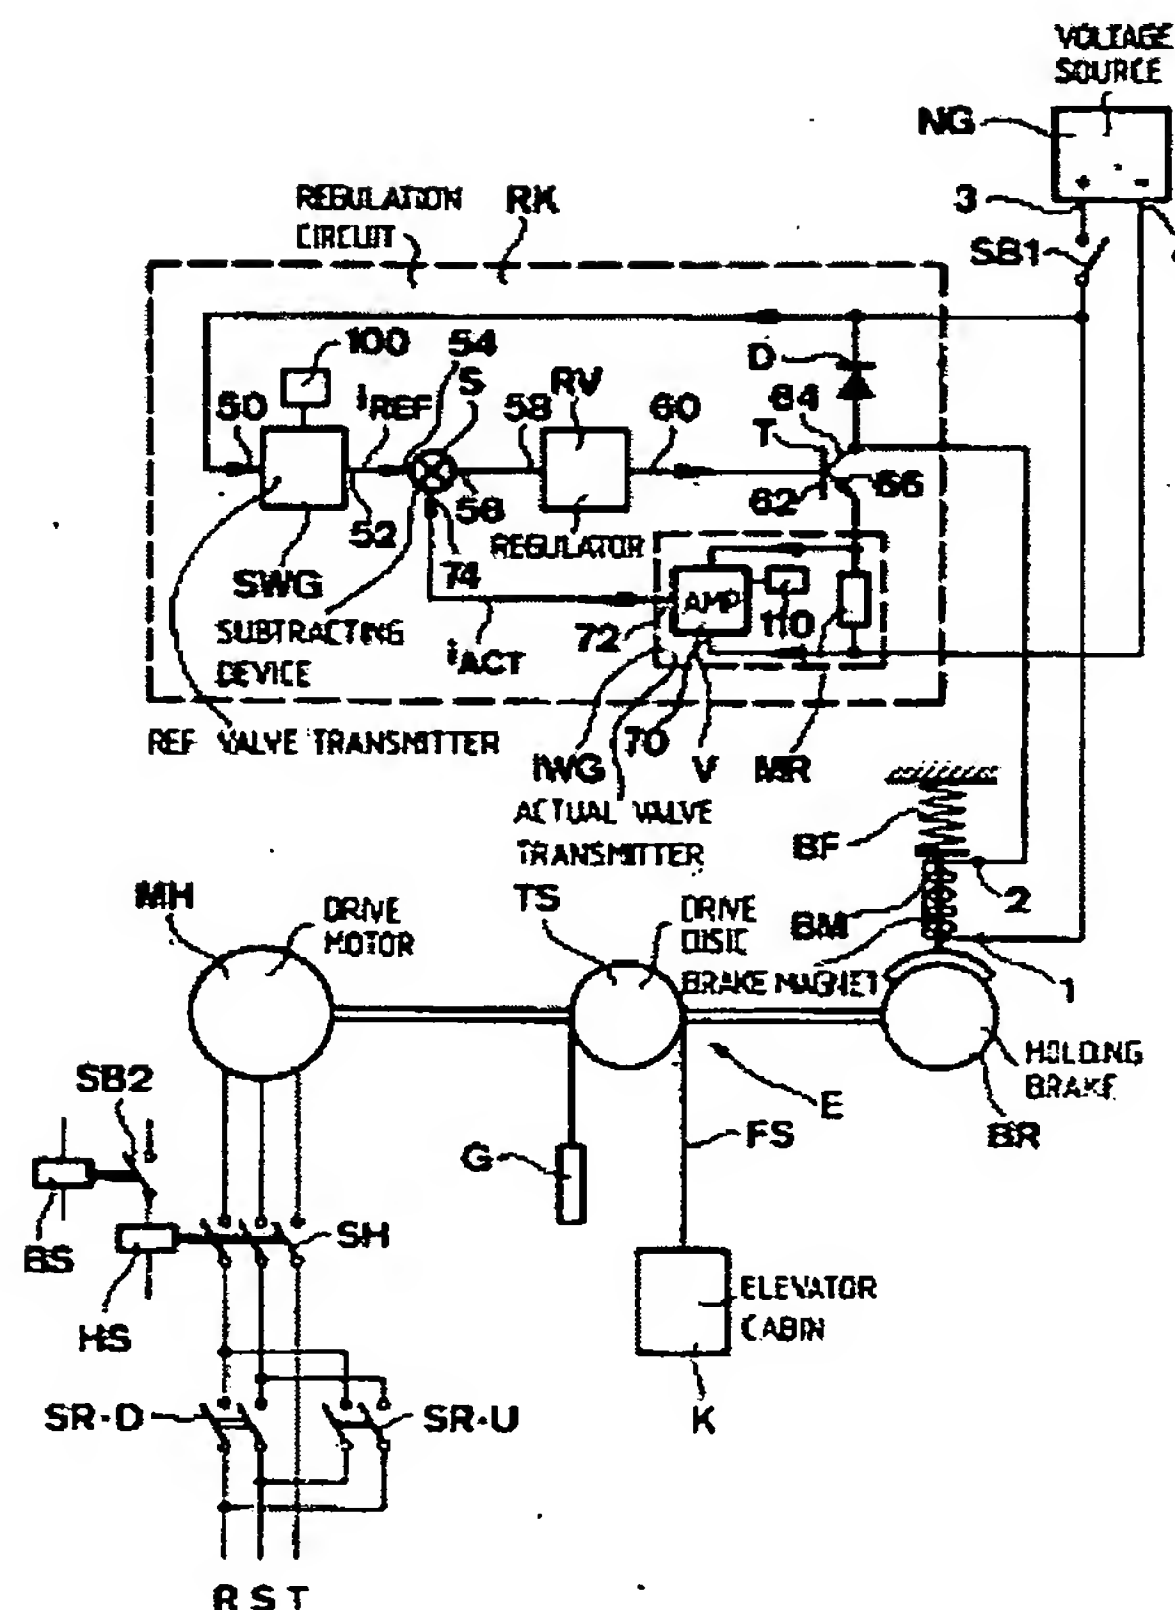 VOLTAGE
SOURCE
NG
+ -
3
SB1
REGULATION
CIRCUIT
RK
100
54
S
RV
D
64
50
iREF
58
60
T
52
56
62
66
REGULATOR
74
SWG
AMP
110
72
SUBTRACTING
DEVICE
iACT
REF VALVE TRANSMITTER
IWG
70
V
MR
ACTUAL VALVE
TRANSMITTER
BF
MH
DRIVE
MOTOR
TS
DRIVE
DISC
BM
2
BRAKE MAGNET
1
HOLDING
BRAKE
SB2
E
BR
G
FS
BS
SH
HS
ELEVATOR
CABIN
SR-D
SR-U
K
R S T